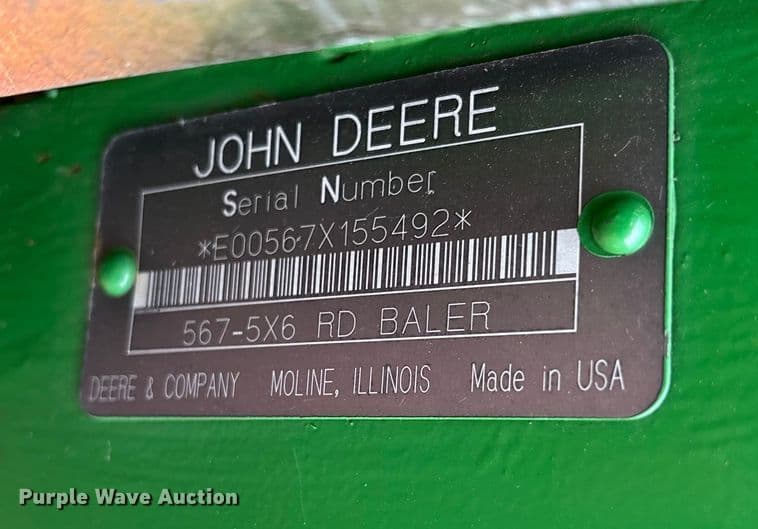 JOHN DEERE
Serial Number
*E00567X155492*
567-5X6 RD BALER
DEERE & COMPANY MOLINE, ILLINOIS Made in USA
Purple Wave Auction